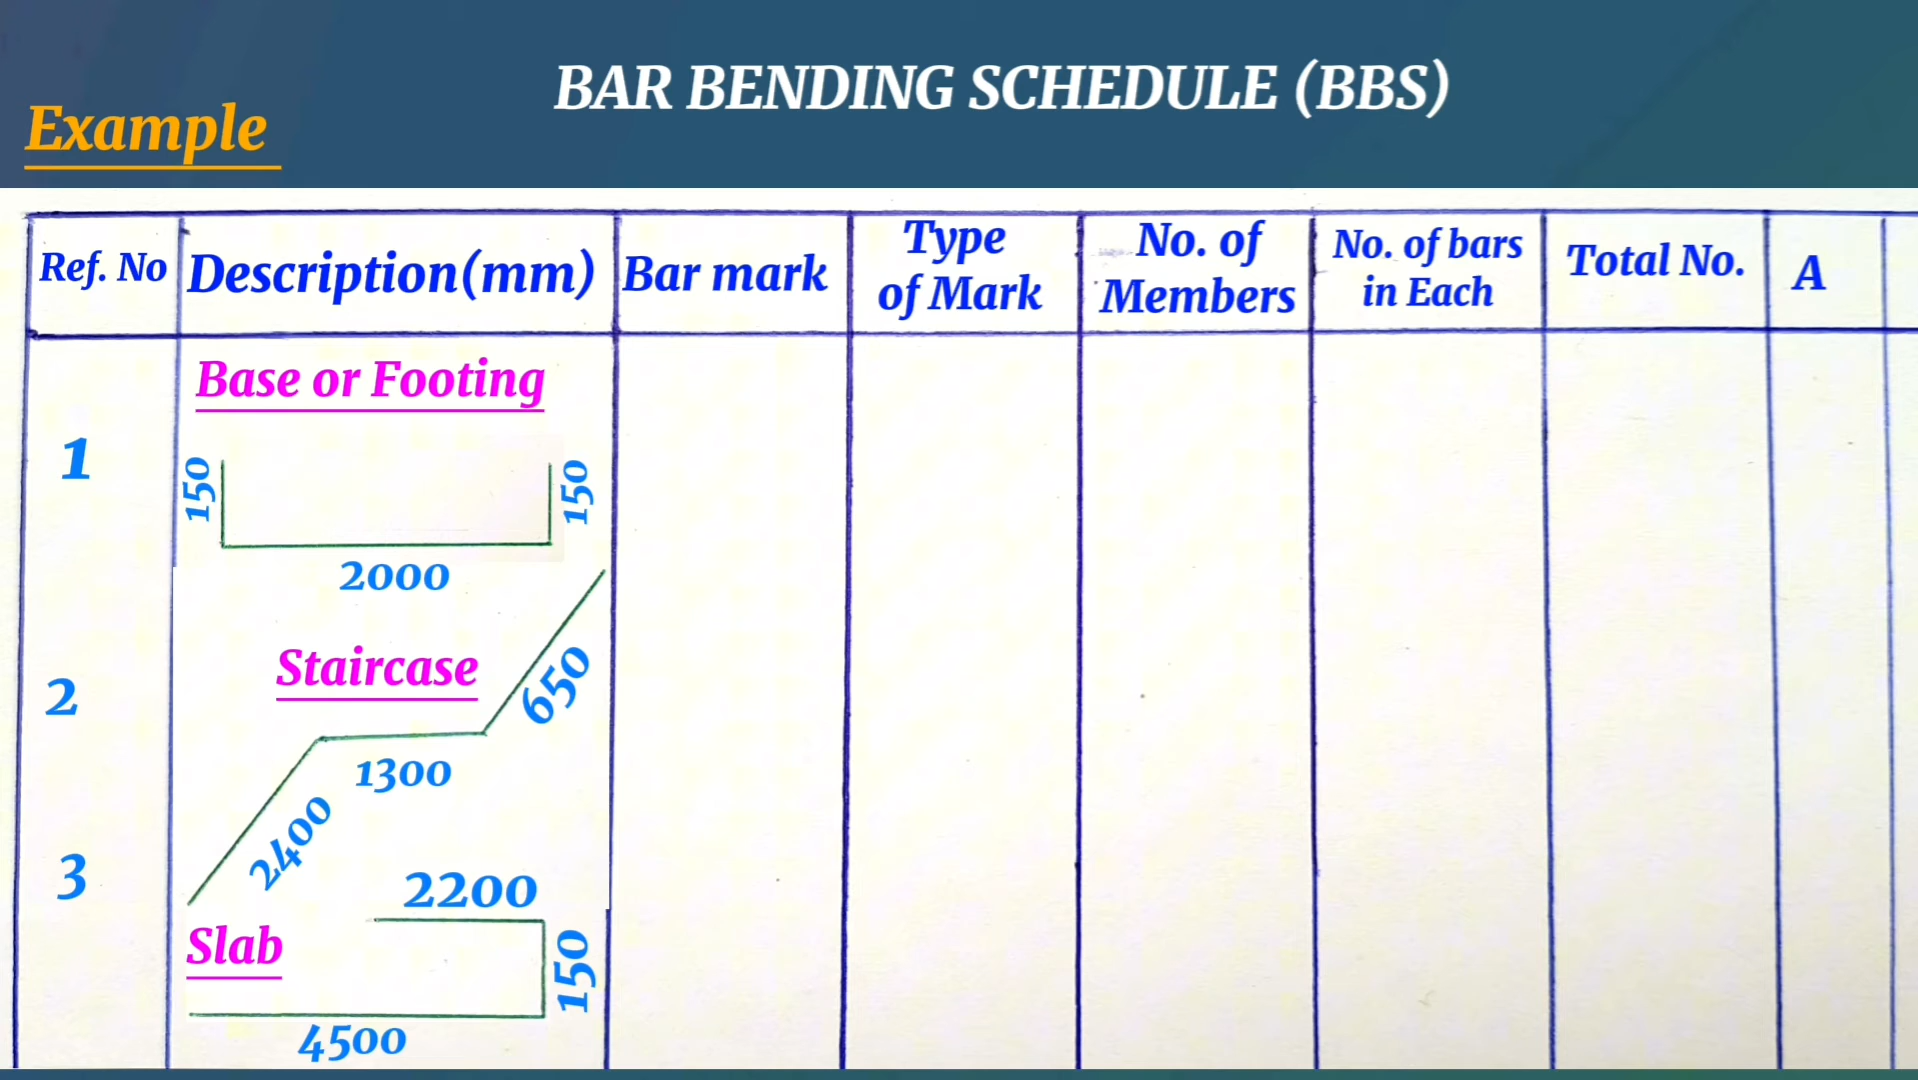 BAR BENDING SCHEDULE (BBS)
Example
Ref. No
Description(mm)
Bar mark
Type
of Mark
No. of
Members
No. of bars
in Each
Total No.
A
1
Base or Footing
150
150
2000
2
Staircase
650
1300
2400
3
2200
Slab
150
4500